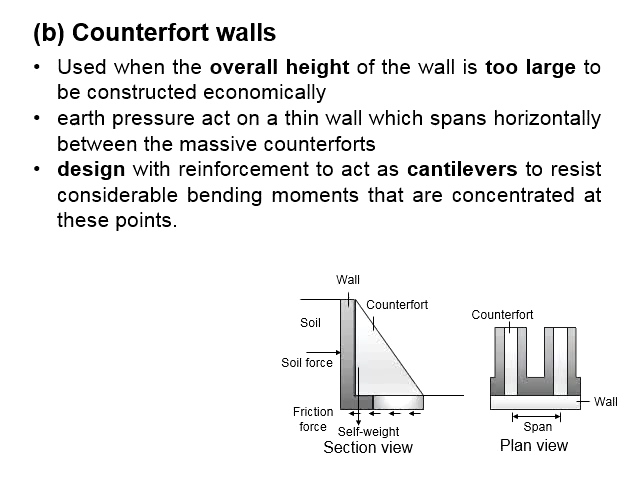 (b) Counterfort walls
• Used when the overall height of the wall is too large to
be constructed economically
• earth pressure act on a thin wall which spans horizontally
between the massive counterforts
• design with reinforcement to act as cantilevers to resist
considerable bending moments that are concentrated at
these points.
Wall
Counterfort
Soil
Soil force
Friction
force
Self-weight
Section view
Counterfort
Wall
Span
Plan view